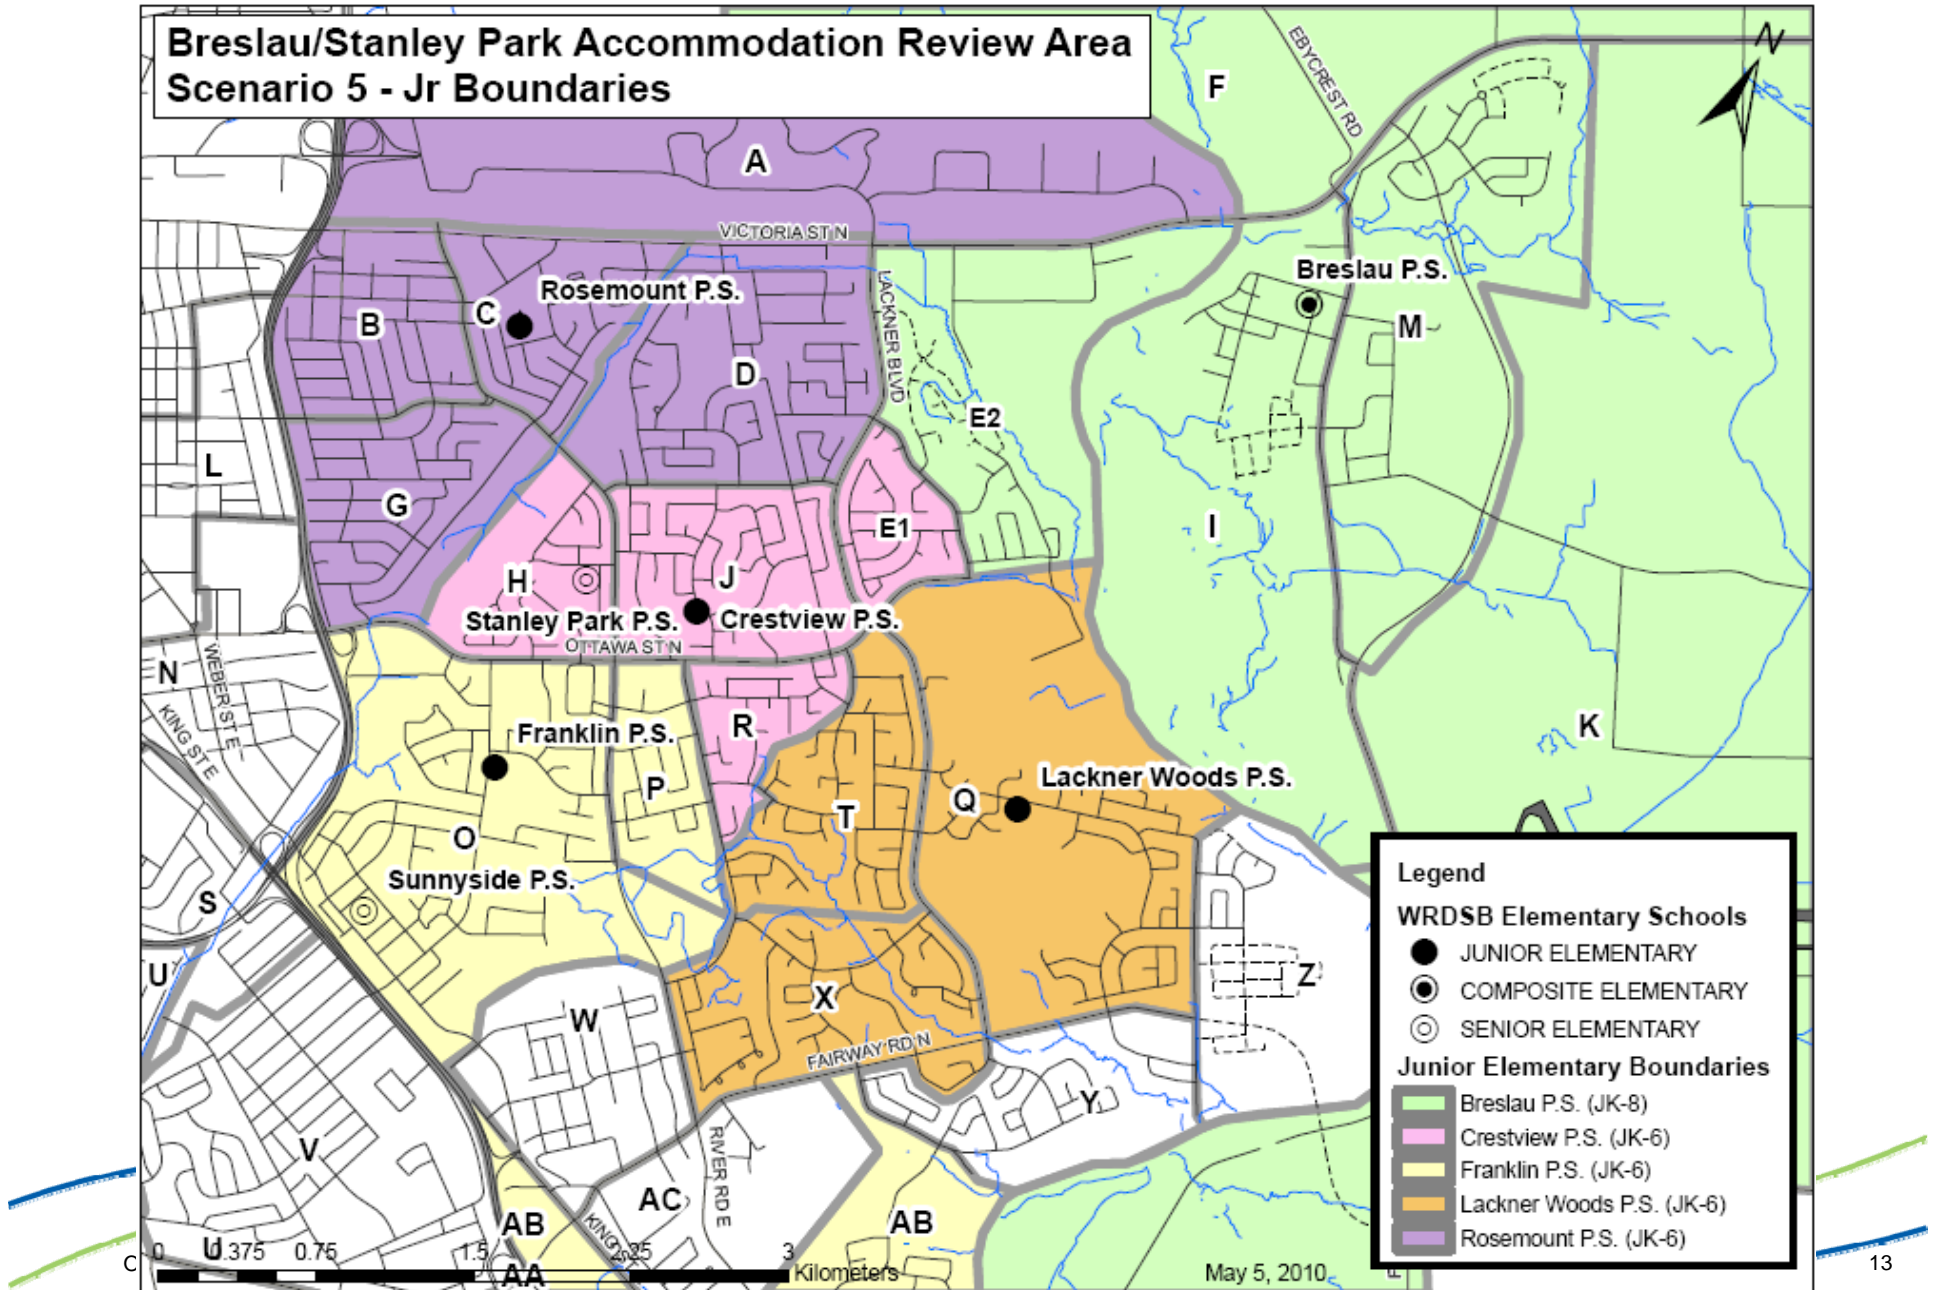 Breslau/Stanley Park Accommodation Review Area
Scenario 5 - Jr Boundaries
N
F
EBYCREST RD
A
VICTORIA ST N
Breslau P.S.
Rosemount P.S.
LACKNER BLVD
B
C
M
D
E2
L
G
E1
I
H
J
Stanley Park P.S.
Crestview P.S.
OTTAWA ST N
N
WEBER ST E
KING ST E
R
K
Franklin P.S.
P
Lackner Woods P.S.
Q
T
O
Sunnyside P.S.
S
U
Z
X
W
FAIRWAY RD N
Y
V
RIVER RD E
AC
AB
AB
KING
U
AA
0 0.375 0.75 1.5 2.25 3
Kilometers
May 5, 2010
Legend
WRDSB Elementary Schools
JUNIOR ELEMENTARY
COMPOSITE ELEMENTARY
SENIOR ELEMENTARY
Junior Elementary Boundaries
Breslau P.S. (JK-8)
Crestview P.S. (JK-6)
Franklin P.S. (JK-6)
Lackner Woods P.S. (JK-6)
Rosemount P.S. (JK-6)
13